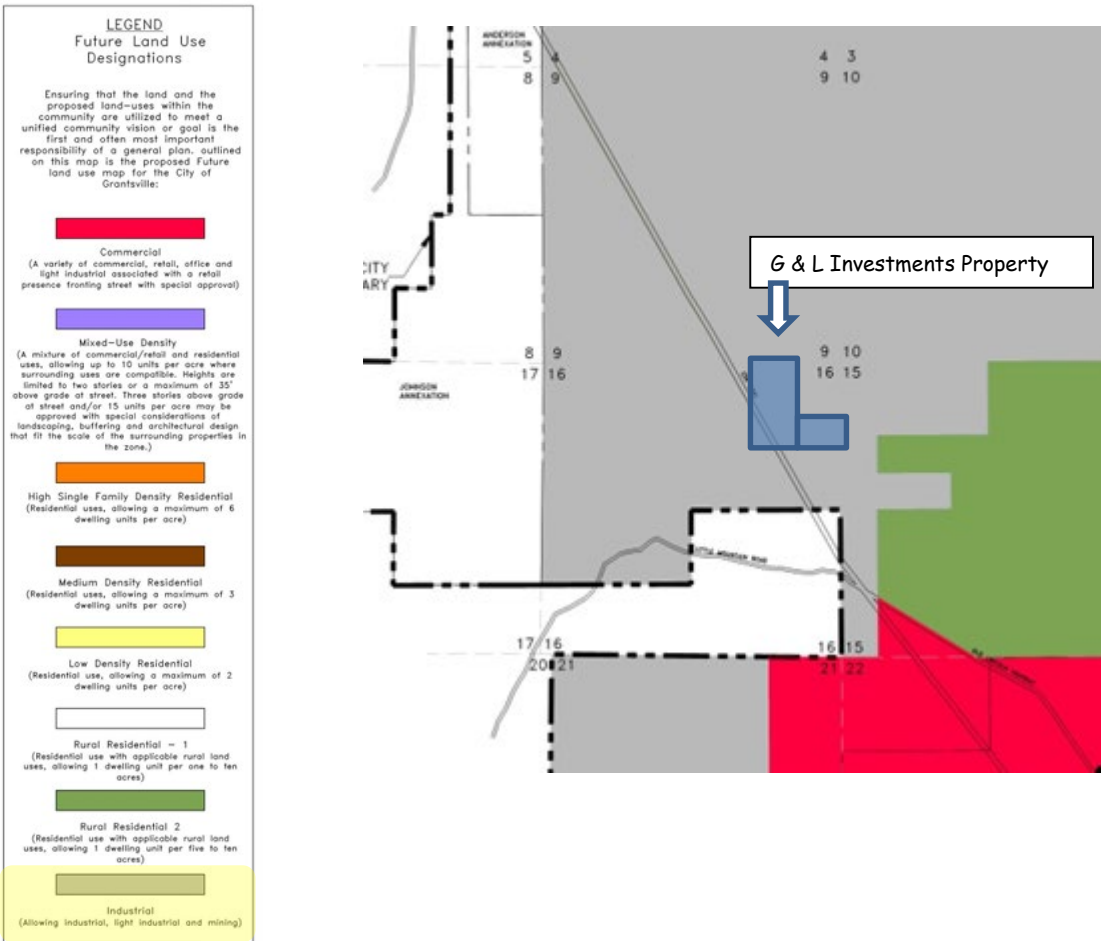 LEGEND
Future Land Use
Designations
Ensuring that the land and the
proposed land-uses within the
community are utilized to meet a
unified community vision or goal is the
first and often most important
responsibility of a general plan. outlined
on this map is the proposed Future
land use map for the City of
Grantsville:
Commercial
(A variety of commercial, retail, office and
light industrial associated with a retail
presence fronting street with special approval)
Mixed-Use Density
(A mixture of commercial/retail and residential
uses, allowing up to 10 units per acre where
surrounding uses are compatible. Heights are
limited to two stories or a maximum of 35'
above grade at street. Three stories above grade
at street and/or 15 units per acre may be
approved with special considerations of
landscaping, buffering and architectural design
that fit the scale of the surrounding properties in
the zone.)
High Single Family Density Residential
(Residential uses, allowing a maximum of 6
dwelling units per acre)
Medium Density Residential
(Residential uses, allowing a maximum of 3
dwelling units per acre)
Low Density Residential
(Residential use, allowing a maximum of 2
dwelling units per acre)
Rural Residential - 1
(Residential use with applicable rural land
uses, allowing 1 dwelling unit per one to ten
acres)
Rural Residential 2
(Residential use with applicable rural land
uses, allowing 1 dwelling unit per five to ten
acres)
Industrial
(Allowing industrial, light industrial and mining)
ANDERSON
ANNEXATION
5 4
8 9
4 3
9 10
CITY
ARY
G & L Investments Property
8 9
17 16
9 10
16 15
JOHNSON
ANNEXATION
LITTLE MOUNTAIN ROAD
17 16
20 21
16 15
21 22